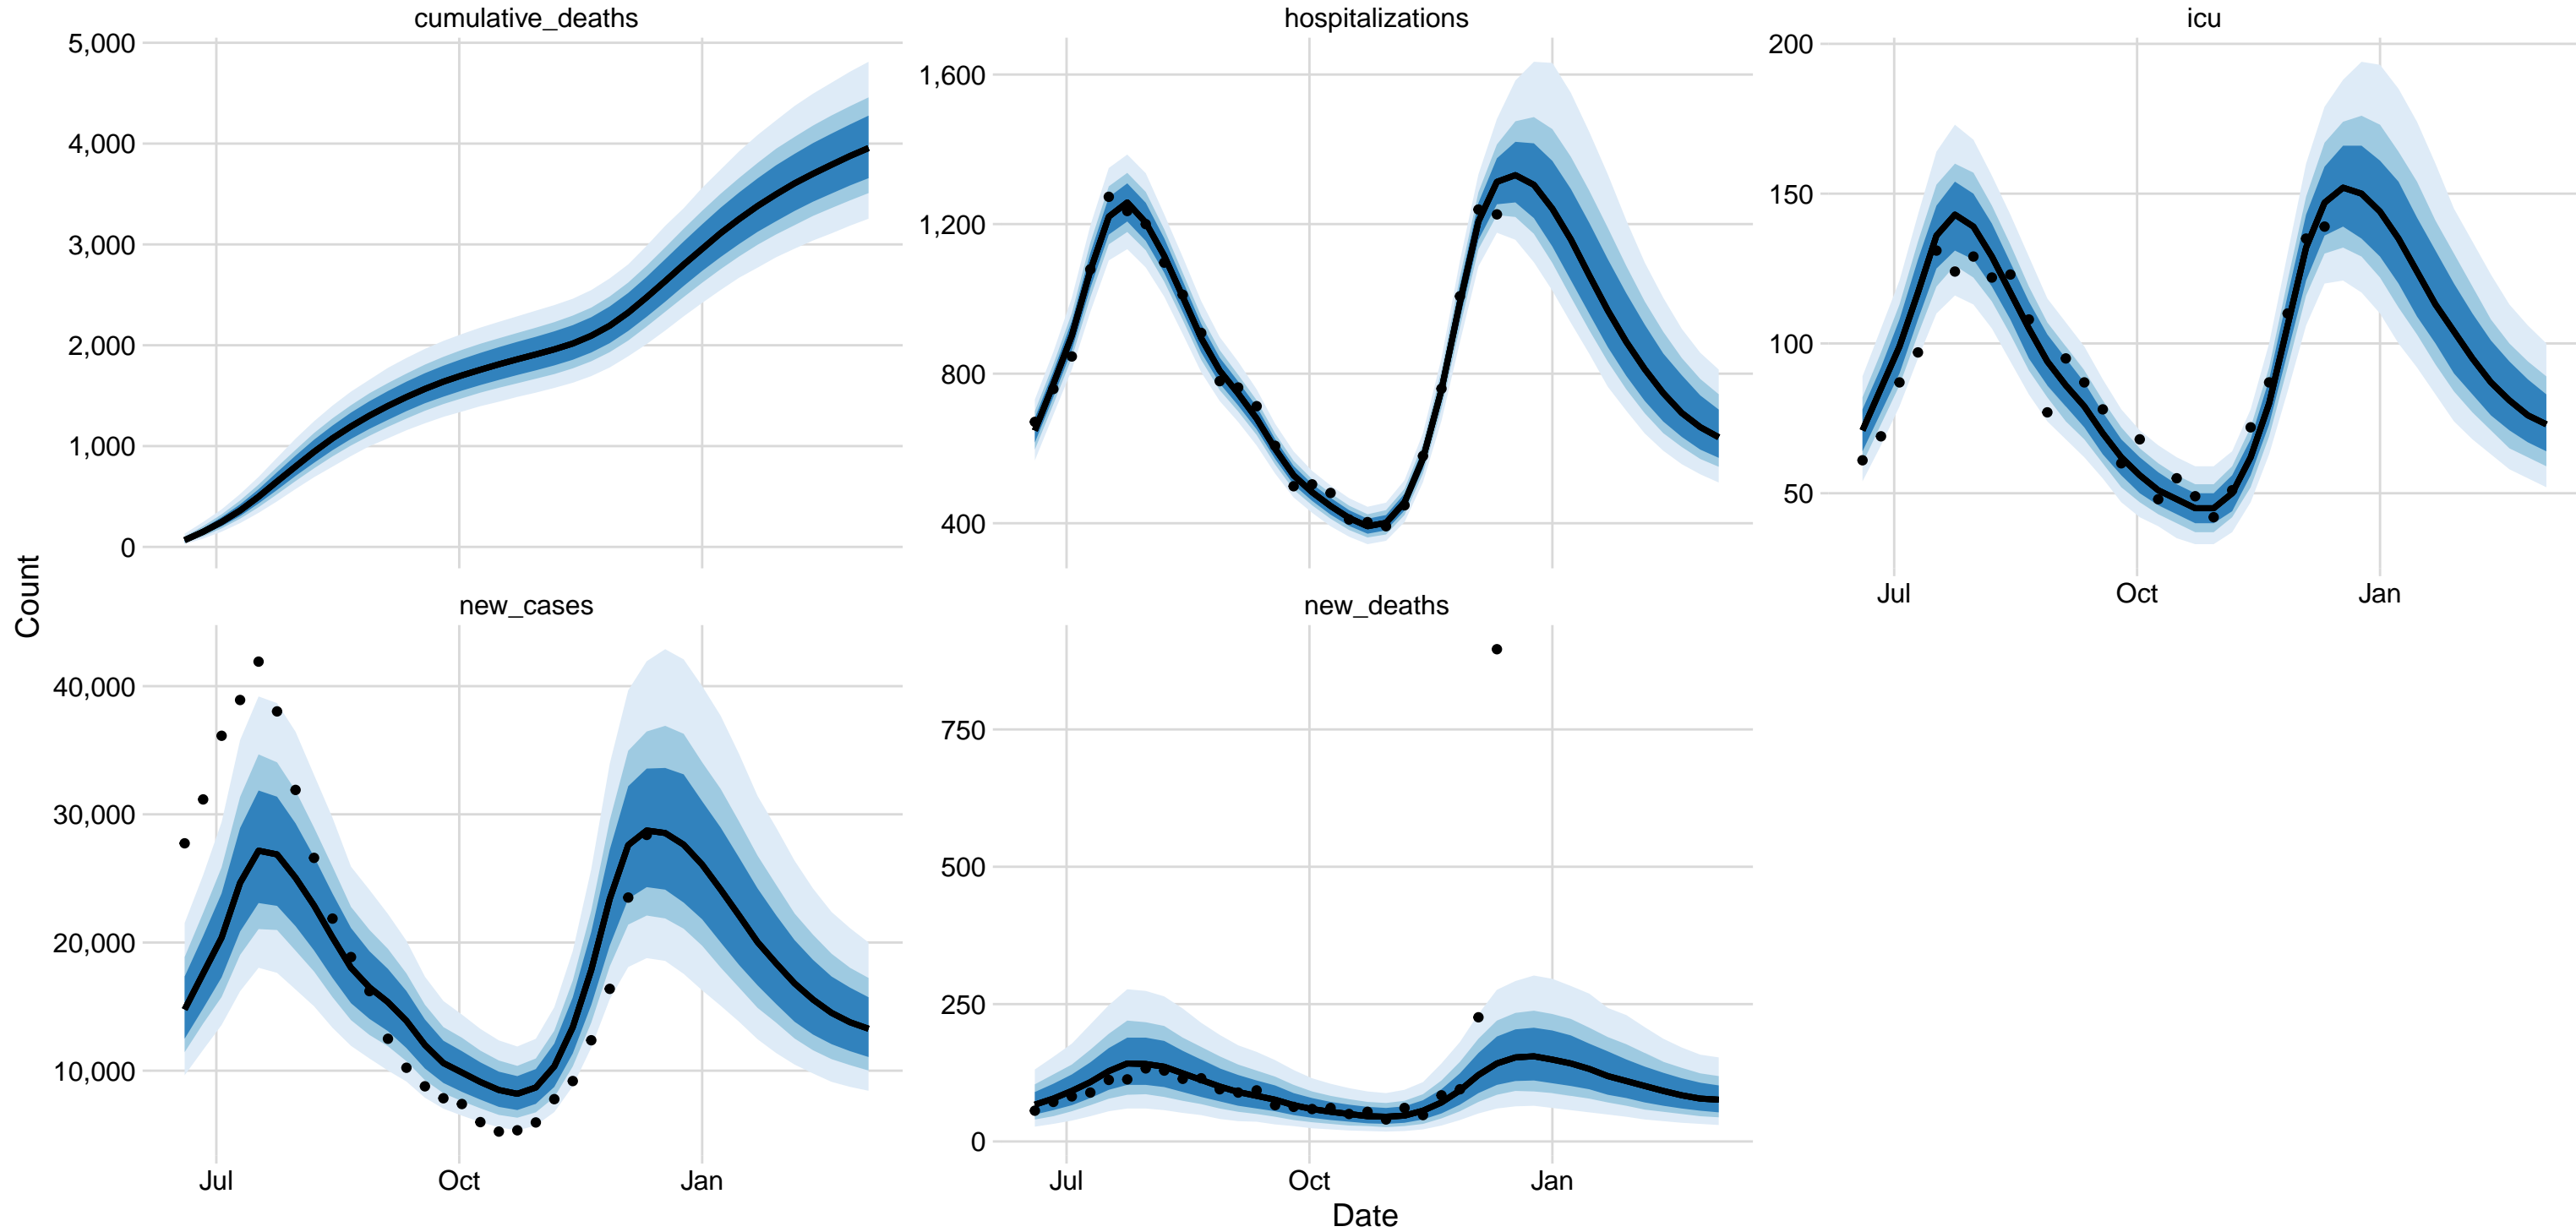 cumulative_deaths
5,000
4,000
3,000
2,000
1,000
0
hospitalizations
1,600
1,200
800
400
icu
200
150
100
50
Jul Oct Jan
Count
new_cases
40,000
30,000
20,000
10,000
Jul Oct Jan
new_deaths
750
500
250
0
Jul Oct Jan
Date